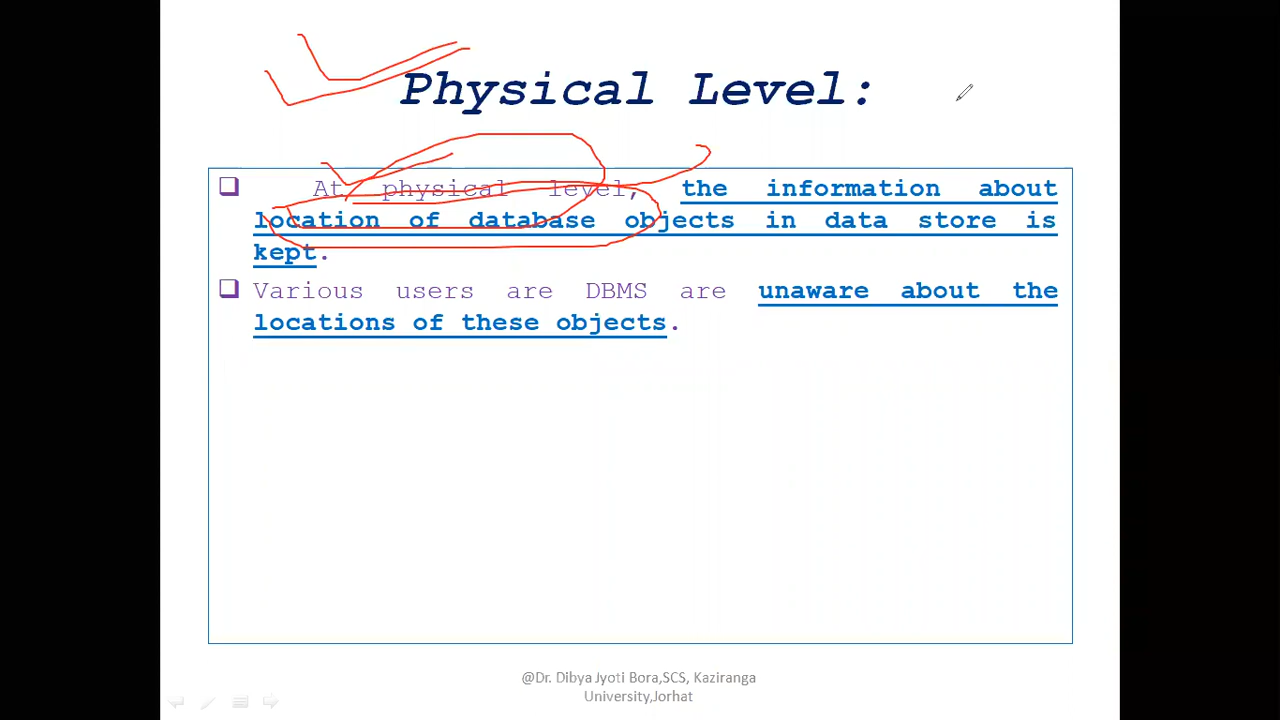 Physical Level:
At physical level, the information about
location of database objects in data store is
kept.
Various users are DBMS are unaware about the
locations of these objects.
@Dr. Dibya Jyoti Bora,SCS, Kaziranga
University,Jorhat